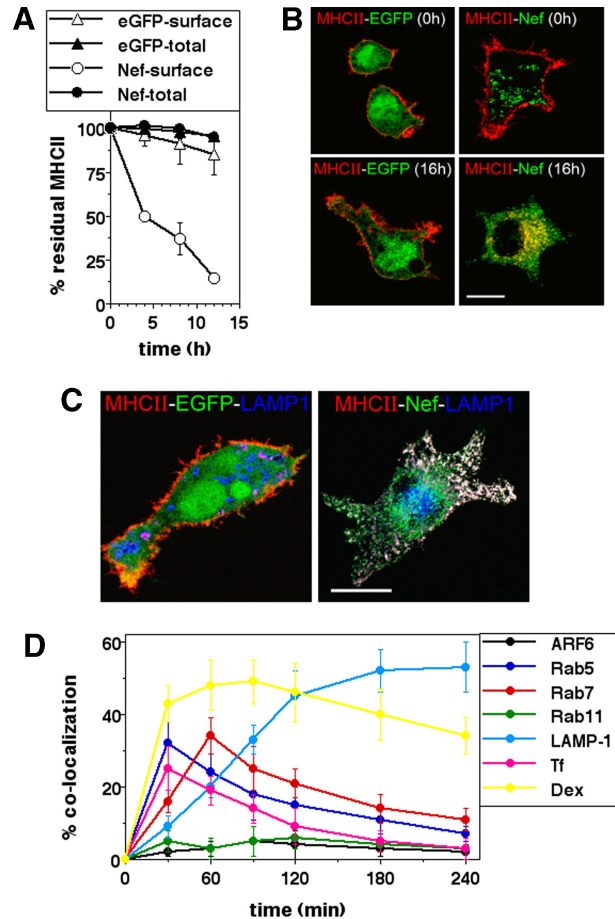 A
eGFP-surface
eGFP-total
Nef-surface
Nef-total
% residual MHCII
100
75
50
25
0
0 5 10 15
time (h)
B
MHCII-EGFP (0h)
MHCII-Nef (0h)
MHCII-EGFP (16h)
MHCII-Nef (16h)
C
MHCII-EGFP-LAMP1
MHCII-Nef-LAMP1
D
% co-localization
60
40
20
0
0 60 120 180 240
time (min)
ARF6
Rab5
Rab7
Rab11
LAMP-1
Tf
Dex